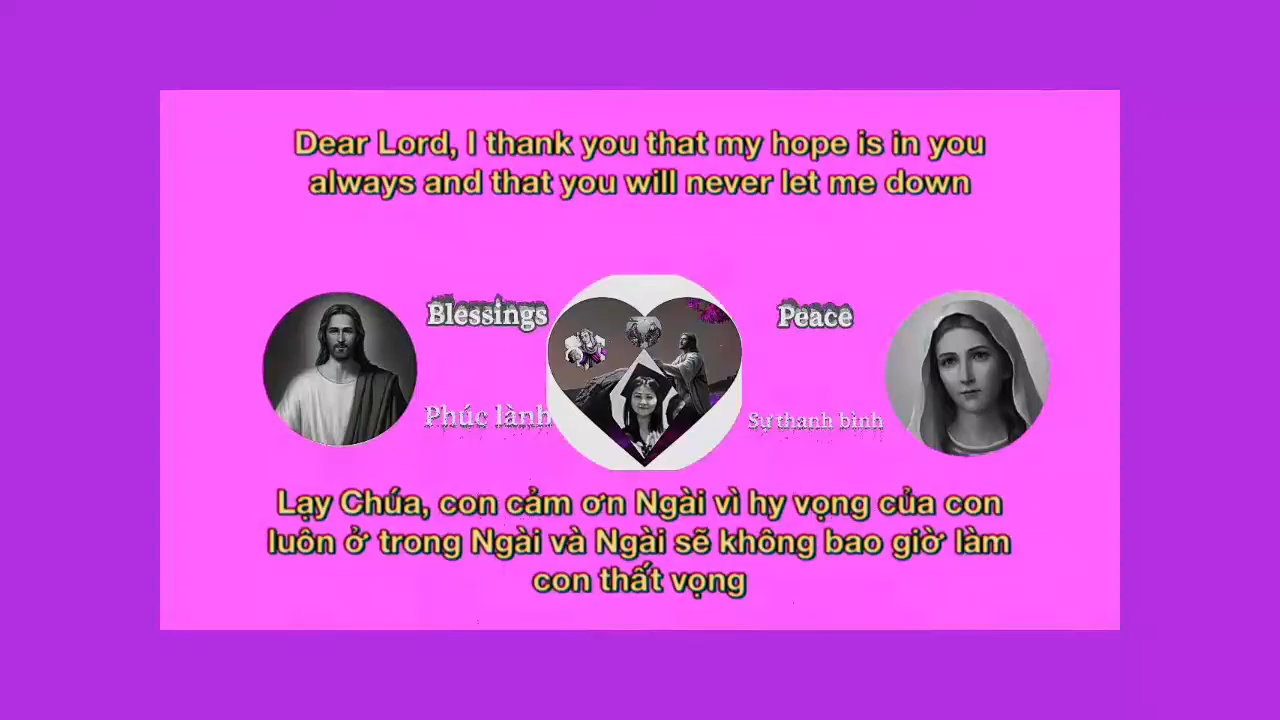 Dear Lord, I thank you that my hope is in you
always and that you will never let me down
Blessings
Peace
Phúc lành
Sự thanh bình
Lạy Chúa, con cảm ơn Ngài vì hy vọng của con
luôn ở trong Ngài và Ngài sẽ không bao giờ làm
con thất vọng